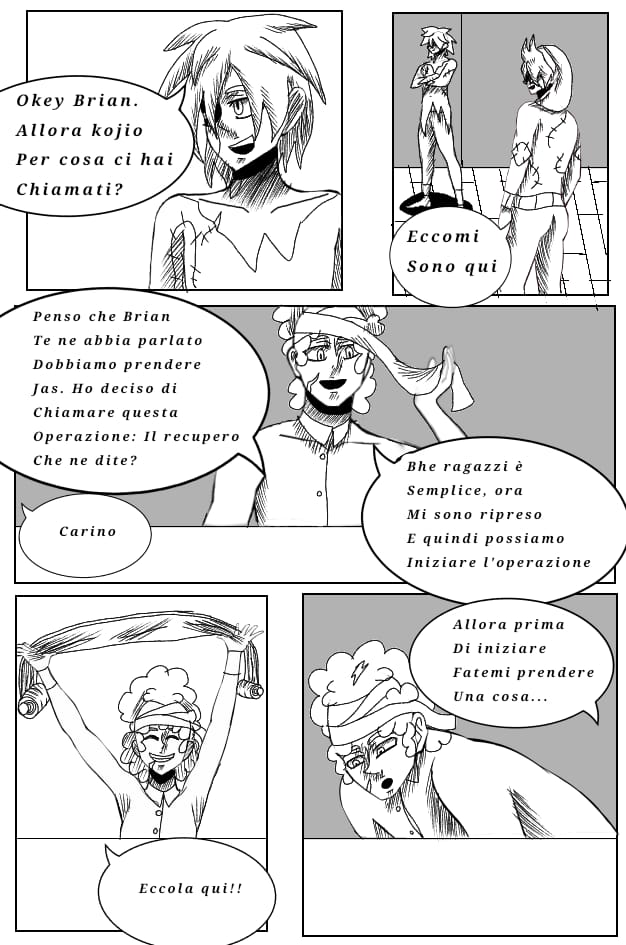 Okey Brian.
Allora kojio
Per cosa ci hai
Chiamati?
Eccomi
Sono qui
Penso che Brian
Te ne abbia parlato
Dobbiamo prendere
Jas. Ho deciso di
Chiamare questa
Operazione: Il recupero
Che ne dite?
Bhe ragazzi è
Semplice, ora
Mi sono ripreso
E quindi possiamo
Iniziare l'operazione
Carino
Allora prima
Di iniziare
Fatemi prendere
Una cosa...
Eccola qui!!